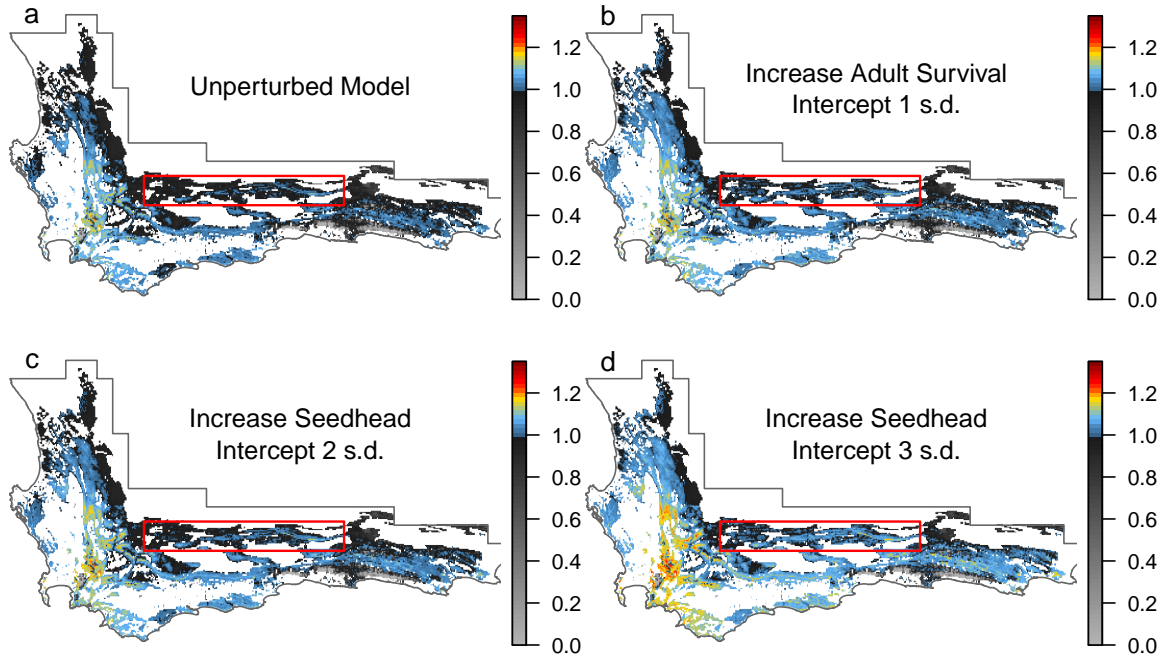 a
Unperturbed Model
1.2
1.0
0.8
0.6
0.4
0.2
0.0
b
Increase Adult Survival
Intercept 1 s.d.
1.2
1.0
0.8
0.6
0.4
0.2
0.0
c
Increase Seedhead
Intercept 2 s.d.
1.2
1.0
0.8
0.6
0.4
0.2
0.0
d
Increase Seedhead
Intercept 3 s.d.
1.2
1.0
0.8
0.6
0.4
0.2
0.0